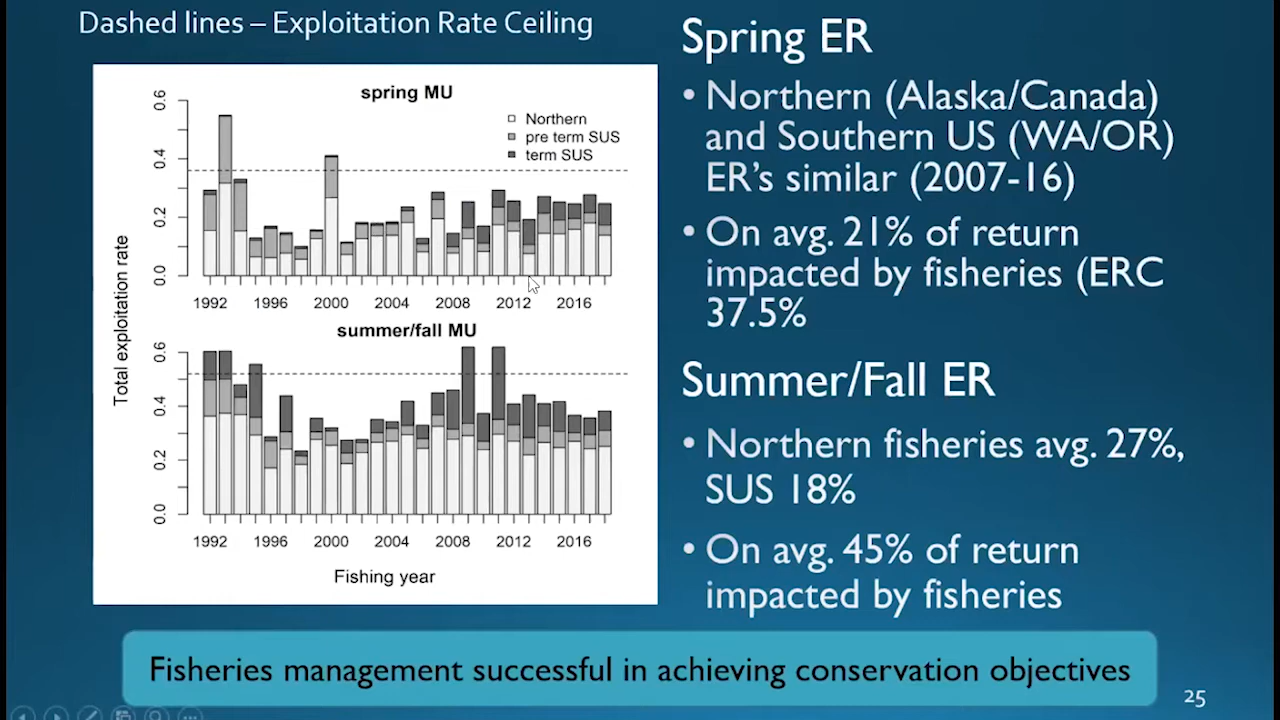 Dashed lines – Exploitation Rate Ceiling
spring MU
Northern
pre term SUS
term SUS
0.6
0.4
0.2
0.0
1992 1996 2000 2004 2008 2012 2016
Total exploitation rate
summer/fall MU
0.6
0.4
0.2
0.0
1992 1996 2000 2004 2008 2012 2016
Fishing year
Spring ER
• Northern (Alaska/Canada)
and Southern US (WA/OR)
ER’s similar (2007-16)
• On avg. 21% of return
impacted by fisheries (ERC
37.5%
Summer/Fall ER
• Northern fisheries avg. 27%,
SUS 18%
• On avg. 45% of return
impacted by fisheries
Fisheries management successful in achieving conservation objectives
25